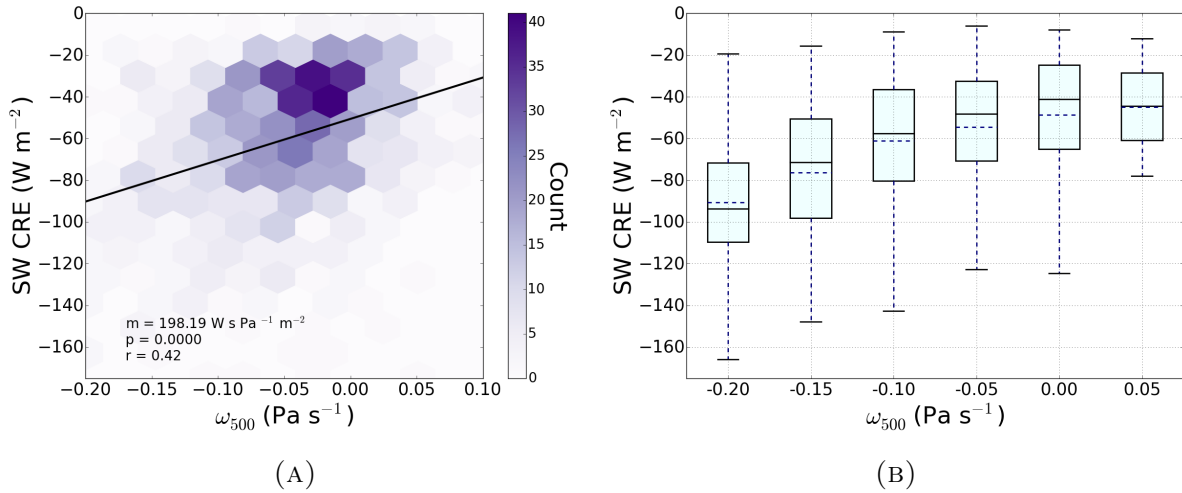 0
−20
−40
−60
−80
−100
−120
−140
−160
SW CRE (W m⁻²)
m = 198.19 W s Pa ⁻¹ m⁻²
p = 0.0000
r = 0.42
−0.20 −0.15 −0.10 −0.05 0.00 0.05 0.10
ω₅₀₀ (Pa s⁻¹)
40
35
30
25
20
15
10
5
0
Count
(A)
0
−20
−40
−60
−80
−100
−120
−140
−160
SW CRE (W m⁻²)
-0.20 -0.15 -0.10 -0.05 0.00 0.05
ω₅₀₀ (Pa s⁻¹)
(B)